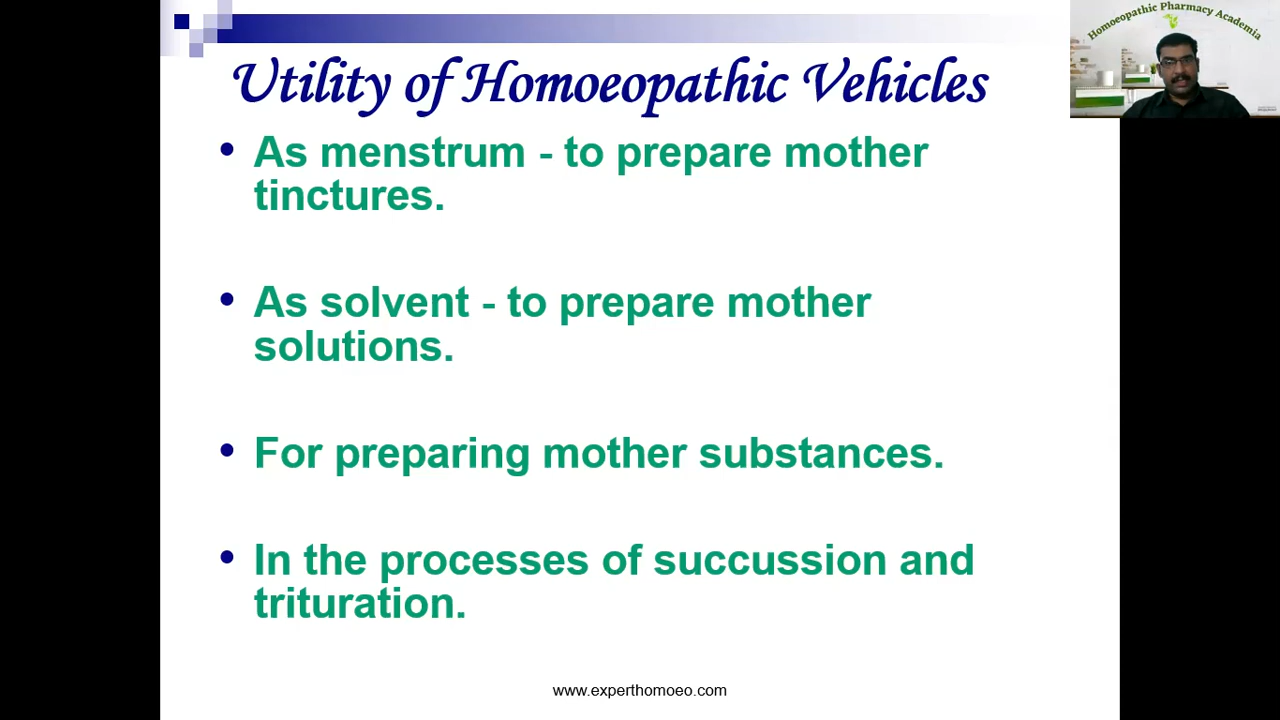 Homoeopathic Pharmacy Academia
Utility of Homoeopathic Vehicles
• As menstrum - to prepare mother
tinctures.
• As solvent - to prepare mother
solutions.
• For preparing mother substances.
• In the processes of succussion and
trituration.
www.experthomoeo.com